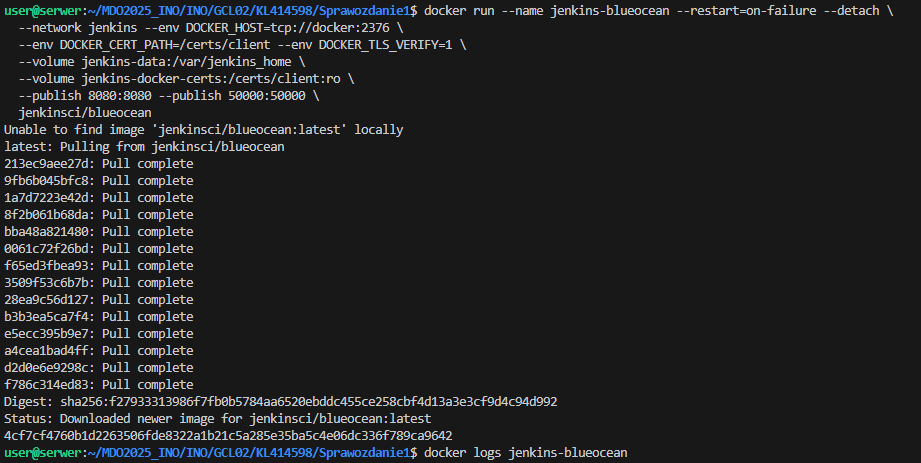 user@serwer:~/MDO2025_INO/INO/GCL02/KL414598/Sprawozdanie1$ docker run --name jenkins-blueocean --restart=on-failure --detach \
  --network jenkins --env DOCKER_HOST=tcp://docker:2376 \
  --env DOCKER_CERT_PATH=/certs/client --env DOCKER_TLS_VERIFY=1 \
  --volume jenkins-data:/var/jenkins_home \
  --volume jenkins-docker-certs:/certs/client:ro \
  --publish 8080:8080 --publish 50000:50000 \
  jenkinsci/blueocean
Unable to find image 'jenkinsci/blueocean:latest' locally
latest: Pulling from jenkinsci/blueocean
213ec9aee27d: Pull complete
9fb6b045bfc8: Pull complete
1a7d7223e42d: Pull complete
8f2b061b68da: Pull complete
bba48a821480: Pull complete
0061c72f26bd: Pull complete
f65ed3fbea93: Pull complete
3509f53c6b7b: Pull complete
28ea9c56d127: Pull complete
b3b3ea5ca7f4: Pull complete
e5ecc395b9e7: Pull complete
a4cea1bad4ff: Pull complete
d2d0e6e9298c: Pull complete
f786c314ed83: Pull complete
Digest: sha256:f27933313986f7fb0b5784aa6520ebddc455ce258cbf4d13a3e3cf9d4c94d992
Status: Downloaded newer image for jenkinsci/blueocean:latest
4cf7cf4760b1d2263506fde8322a1b21c5a285e35ba5c4e06dc336f789ca9642
user@serwer:~/MDO2025_INO/INO/GCL02/KL414598/Sprawozdanie1$ docker logs jenkins-blueocean